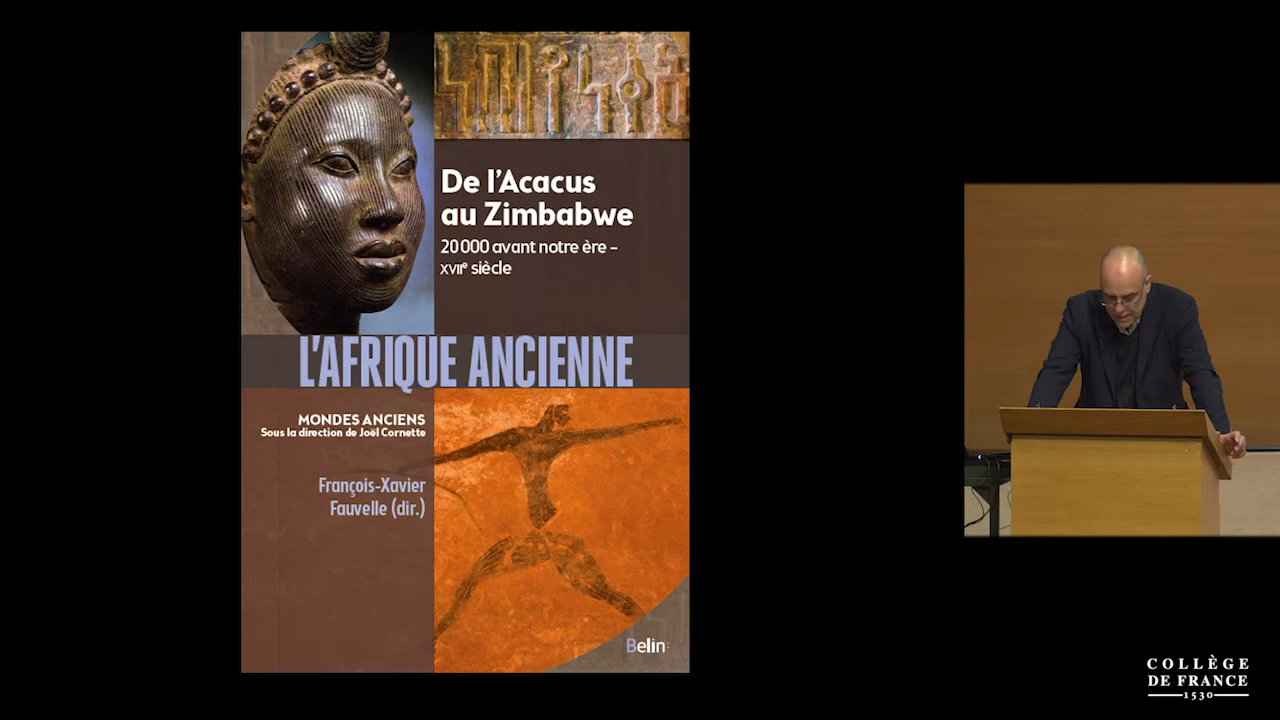 De l'Acacus
au Zimbabwe
20 000 avant notre ère –
XVIIe siècle
L'AFRIQUE ANCIENNE
MONDES ANCIENS
Sous la direction de Joël Cornette
François-Xavier
Fauvelle (dir.)
Belin:
COLLÈGE
DE FRANCE
1530